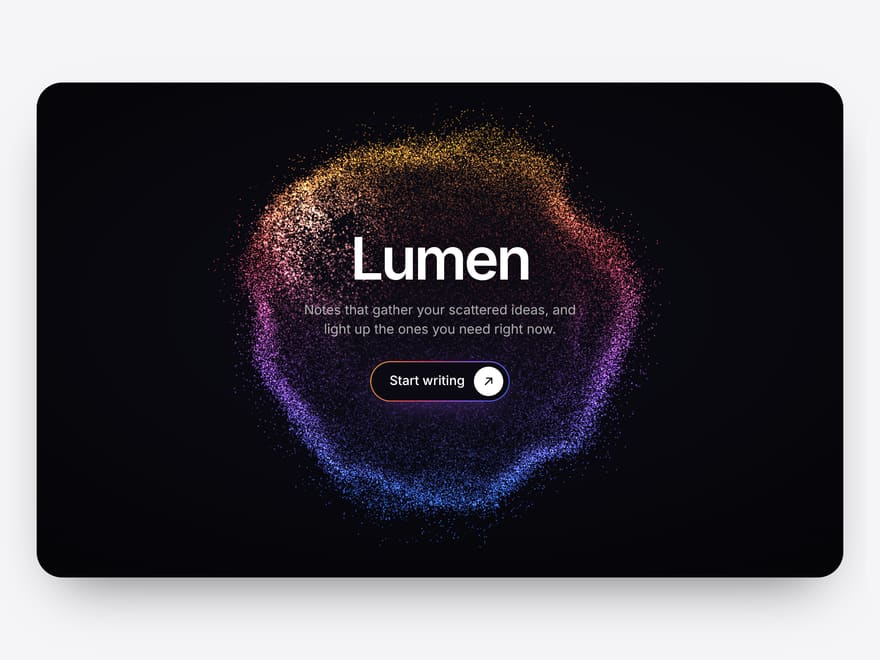 Lumen
Notes that gather your scattered ideas, and
light up the ones you need right now.
Start writing